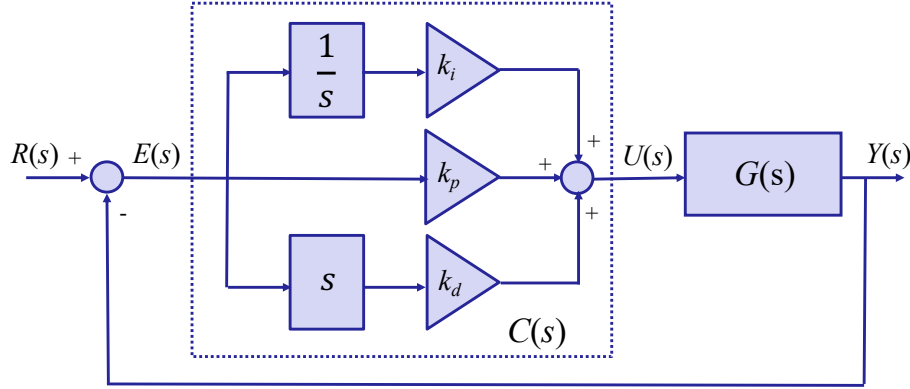 1
s
k_i
+
R(s)
+
E(s)
k_p
+
U(s)
G(s)
Y(s)
-
+
s
k_d
C(s)